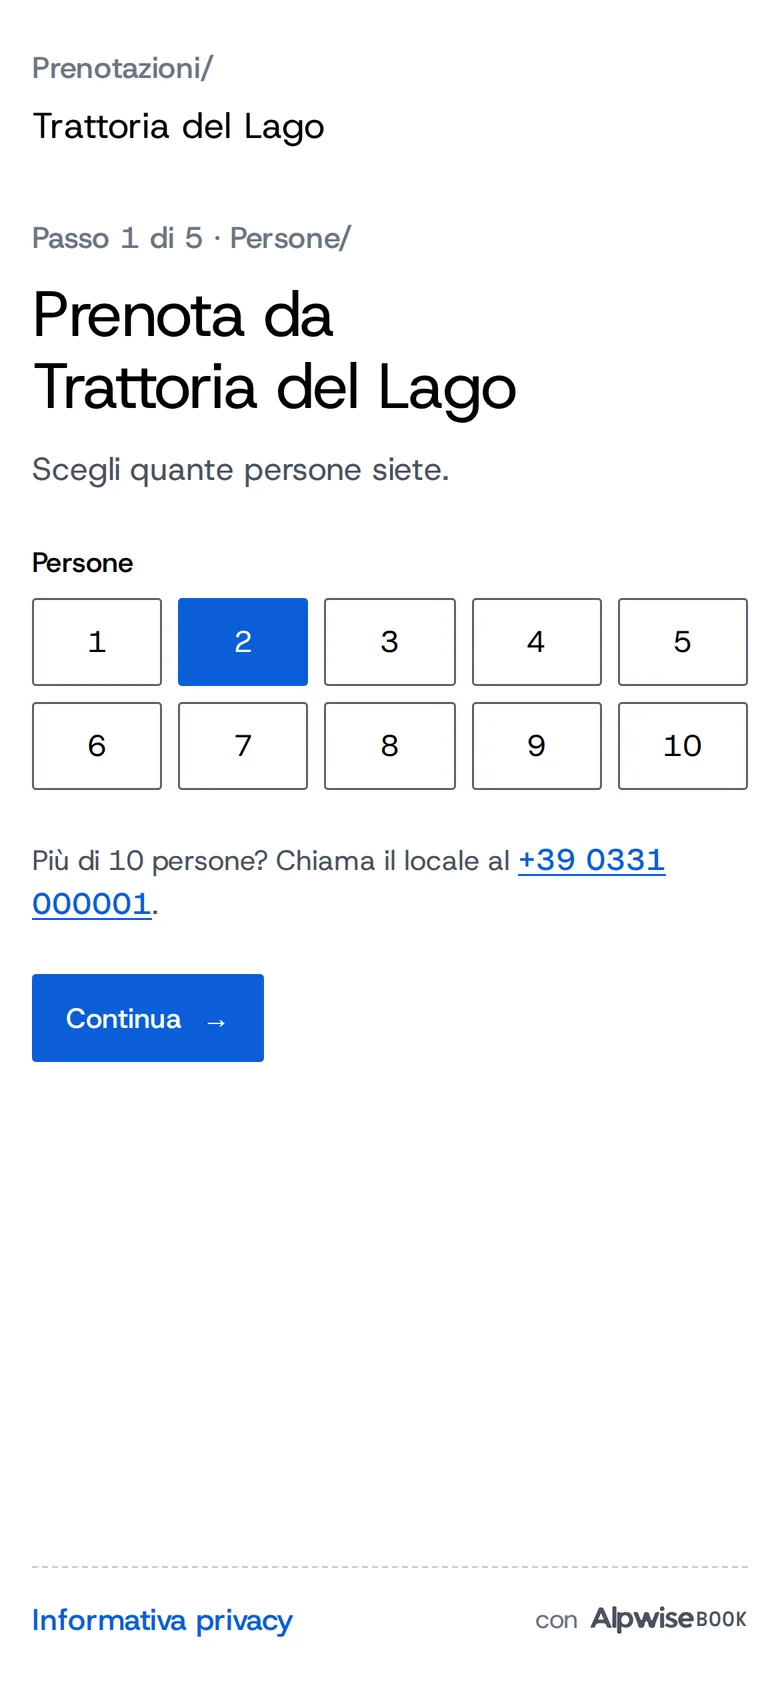 Prenotazioni/
Trattoria del Lago
Passo 1 di 5 · Persone/
Prenota da
Trattoria del Lago
Scegli quante persone siete.
Persone
1 2 3 4 5
6 7 8 9 10
Più di 10 persone? Chiama il locale al +39 0331
000001.
Continua →
Informativa privacy con AlpwiseBOOK